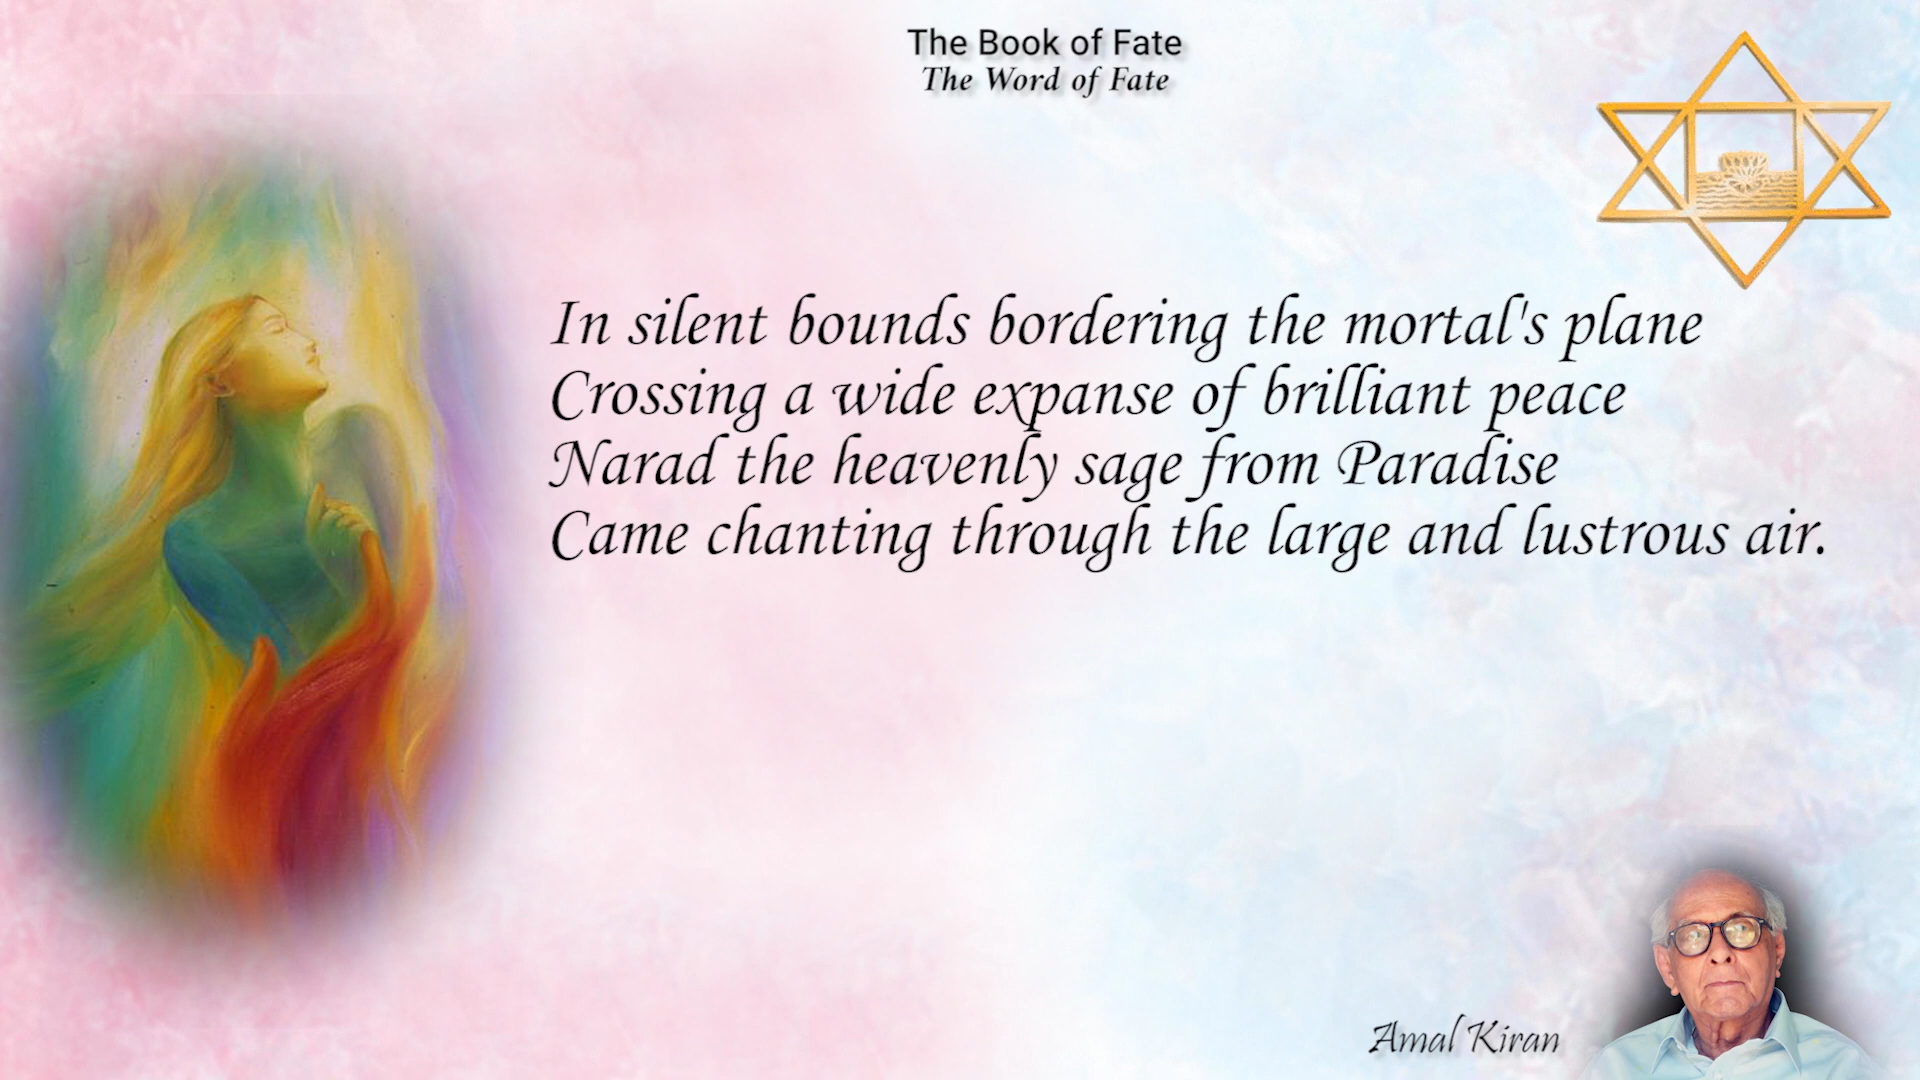 The Book of Fate
The Word of Fate
In silent bounds bordering the mortal's plane
Crossing a wide expanse of brilliant peace
Narad the heavenly sage from Paradise
Came chanting through the large and lustrous air.
Amal Kiran